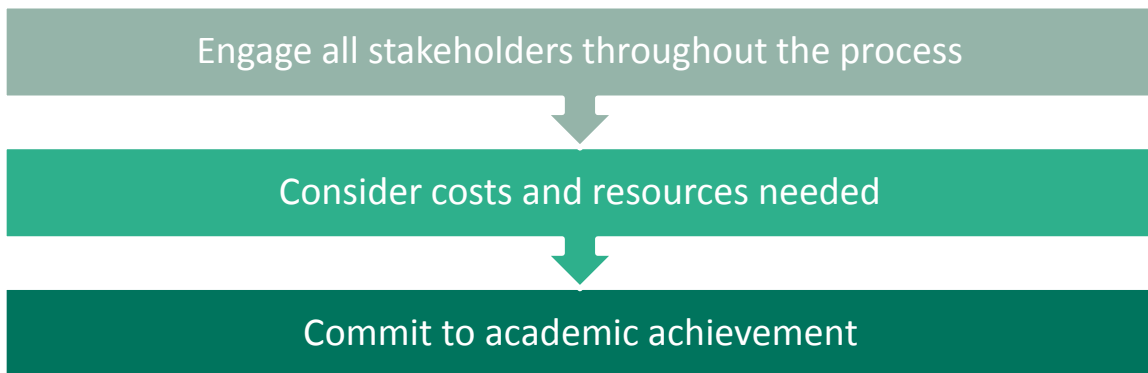 Engage all stakeholders throughout the process
Consider costs and resources needed
Commit to academic achievement